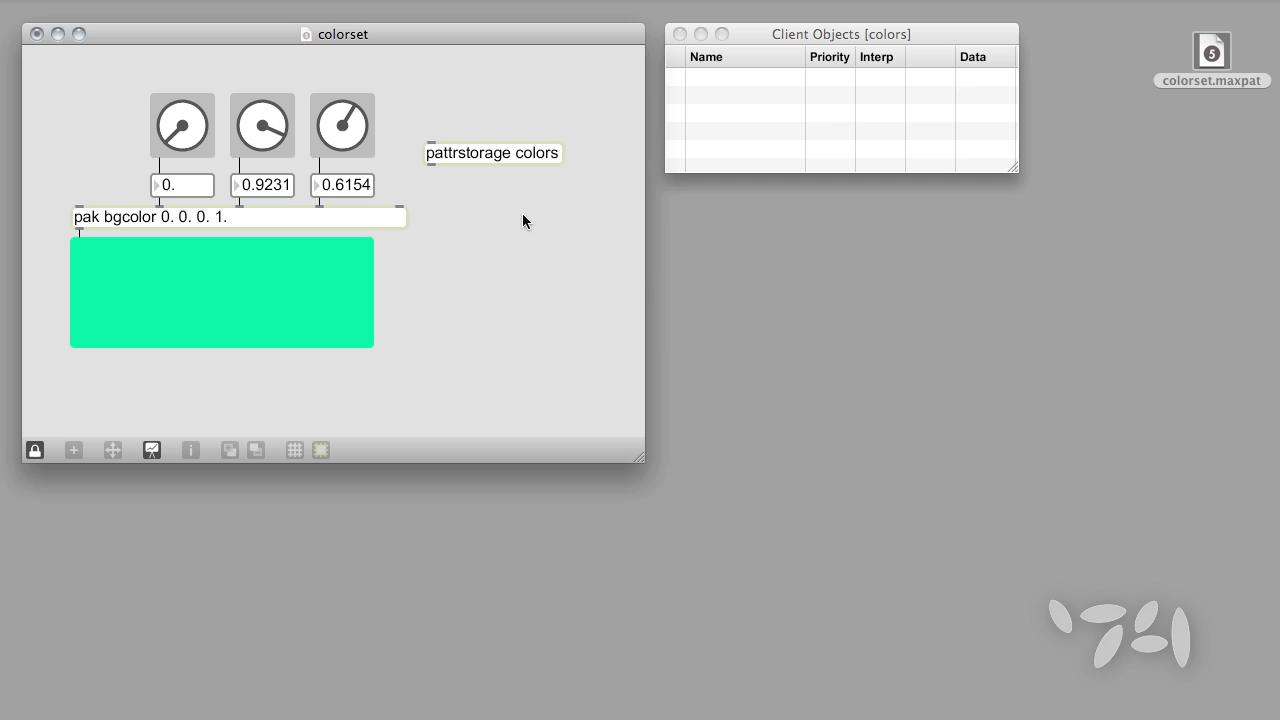 colorset
0.
0.9231
0.6154
pak bgcolor 0. 0. 0. 1.
pattrstorage colors
Client Objects [colors]
Name Priority Interp Data
5
colorset.maxpat